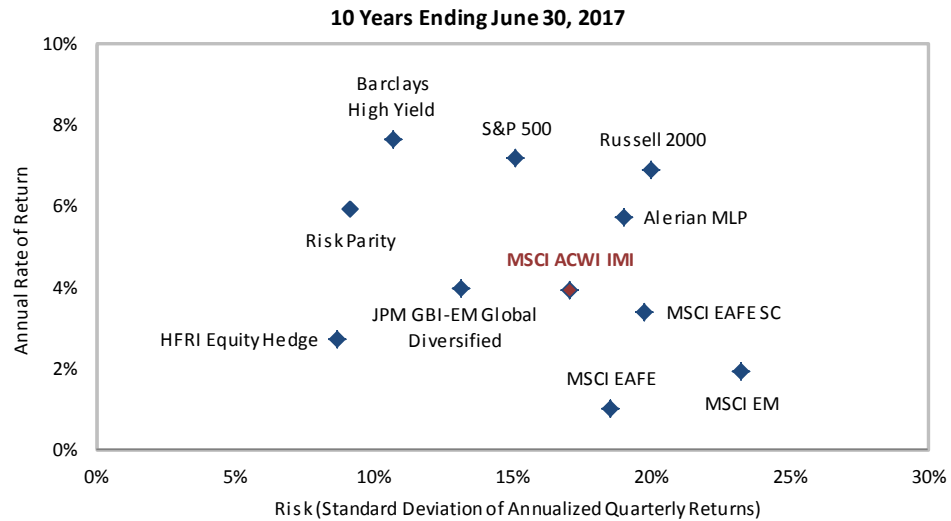 10 Years Ending June 30, 2017
Annual Rate of Return
10%
8%
6%
4%
2%
0%
Barclays
High Yield
S&P 500
Russell 2000
Risk Parity
Alerian MLP
MSCI ACWI IMI
JPM GBI-EM Global
Diversified
MSCI EAFE SC
HFRI Equity Hedge
MSCI EAFE
MSCI EM
0%
5%
10%
15%
20%
25%
30%
Risk (Standard Deviation of Annualized Quarterly Returns)